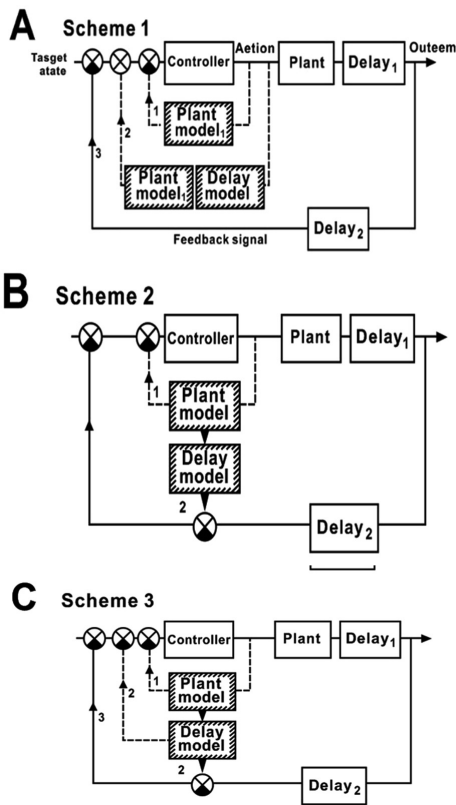 A
Scheme 1
Tasget
atate
Controller
Aetion
Plant
Delay1
Outeem
1
Plant
model1
2
3
Plant
model1
Delay
model
Delay2
Feedback signal
B
Scheme 2
Controller
Plant
Delay1
1
Plant
model
Delay
model
2
Delay2
C
Scheme 3
Controller
Plant
Delay1
1
Plant
model
2
3
Delay
model
2
Delay2